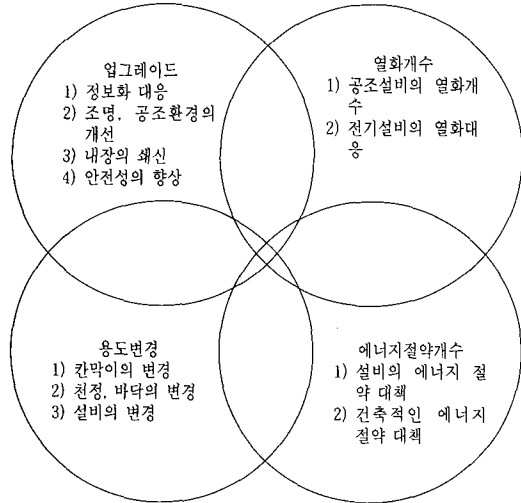 업그레이드
1) 정보화 대응
2) 조명, 공조환경의
개선
3) 내장의 쇄신
4) 안전성의 향상
열화개수
1) 공조설비의 열화개
수
2) 전기설비의 열화대
응
용도변경
1) 칸막이의 변경
2) 천정, 바닥의 변경
3) 설비의 변경
에너지절약개수
1) 설비의 에너지 절
약 대책
2) 건축적인 에너지
절약 대책